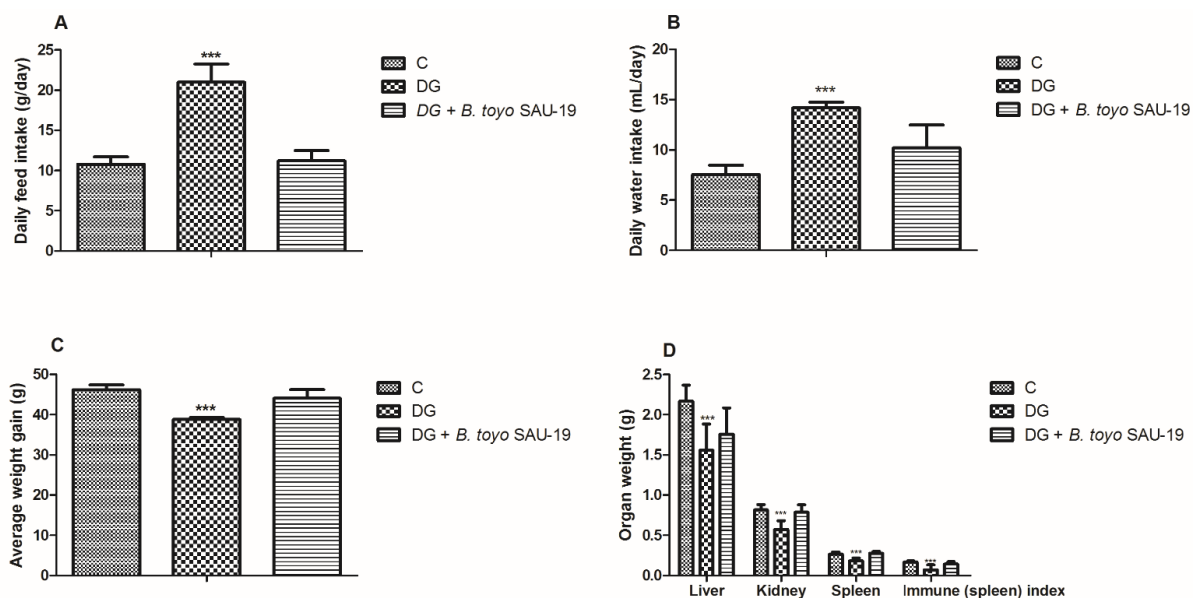 A
Daily feed intake (g/day)
25
20
15
10
5
0
***
C
DG
DG + B. toyo SAU-19
B
Daily water intake (mL/day)
20
15
10
5
0
***
C
DG
DG + B. toyo SAU-19
C
Average weight gain (g)
50
40
30
20
10
0
***
C
DG
DG + B. toyo SAU-19
D
Organ weight (g)
2.5
2.0
1.5
1.0
0.5
0.0
***
***
***
***
Liver Kidney Spleen Immune (spleen) index
C
DG
DG + B. toyo SAU-19